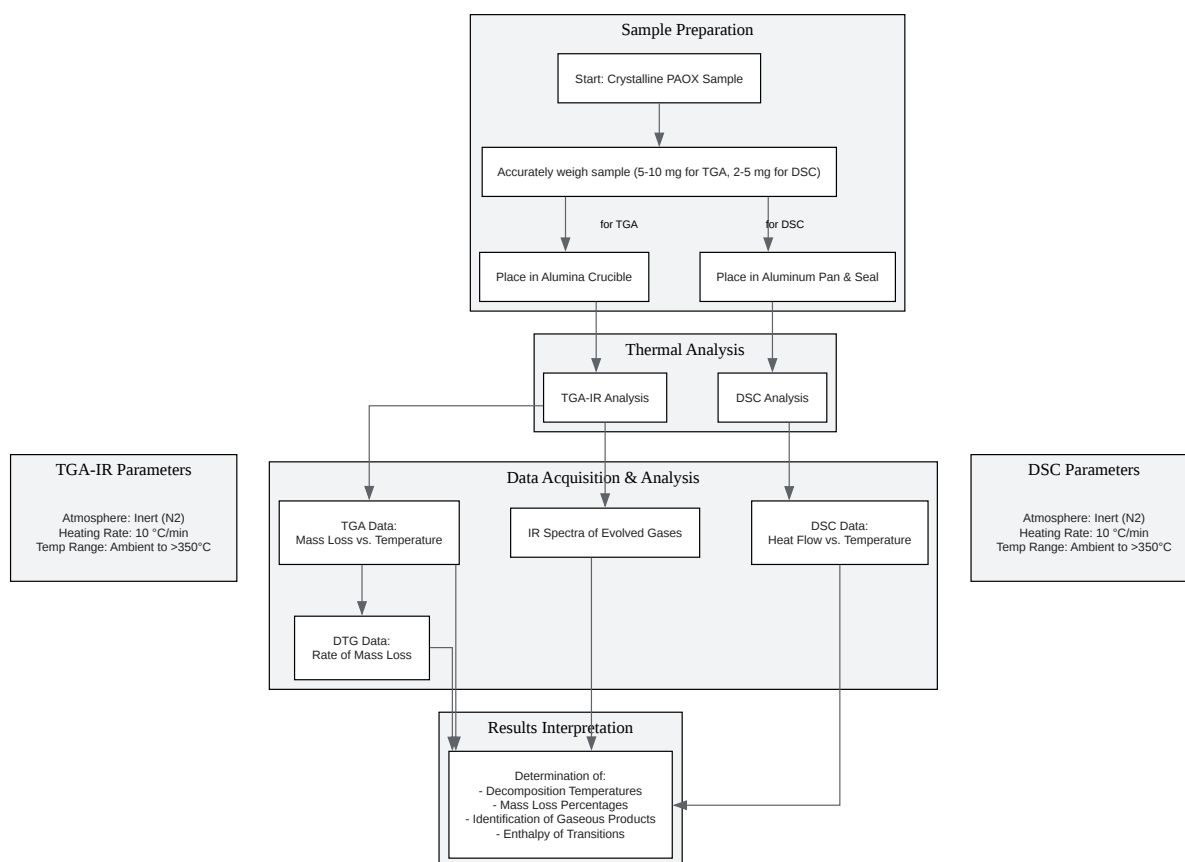 Sample Preparation
Start: Crystalline PAOX Sample
Accurately weigh sample (5-10 mg for TGA, 2-5 mg for DSC)
for TGA
for DSC
Place in Alumina Crucible
Place in Aluminum Pan & Seal
Thermal Analysis
TGA-IR Analysis
DSC Analysis
TGA-IR Parameters
Atmosphere: Inert (N2)
Heating Rate: 10 °C/min
Temp Range: Ambient to >350°C
Data Acquisition & Analysis
TGA Data:
Mass Loss vs. Temperature
IR Spectra of Evolved Gases
DSC Data:
Heat Flow vs. Temperature
DTG Data:
Rate of Mass Loss
DSC Parameters
Atmosphere: Inert (N2)
Heating Rate: 10 °C/min
Temp Range: Ambient to >350°C
Results Interpretation
Determination of:
- Decomposition Temperatures
- Mass Loss Percentages
- Identification of Gaseous Products
- Enthalpy of Transitions